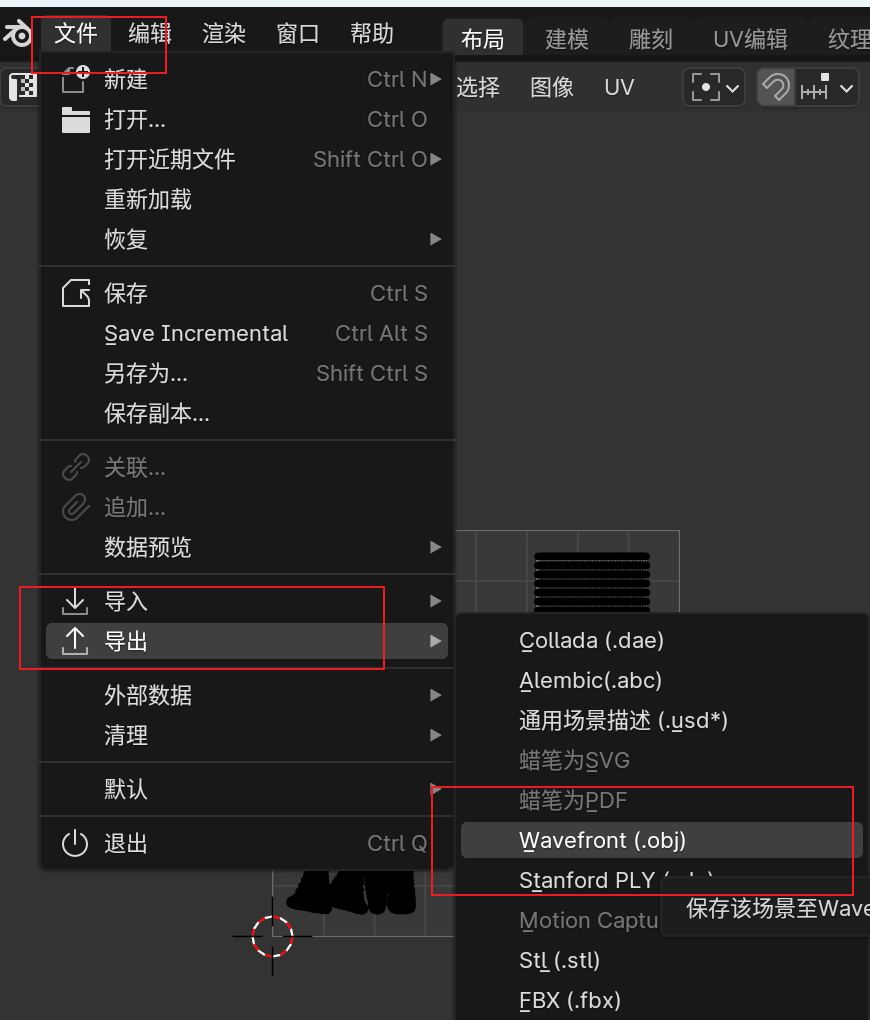 文件 编辑 渲染 窗口 帮助 布局 建模 雕刻 UV编辑 纹理
选择 图像 UV
新建 Ctrl N
打开... Ctrl O
打开近期文件 Shift Ctrl O
重新加载
恢复
保存 Ctrl S
Save Incremental Ctrl Alt S
另存为... Shift Ctrl S
保存副本...
关联...
追加...
数据预览
导入
导出
外部数据
清理
默认
退出 Ctrl Q
Collada (.dae)
Alembic(.abc)
通用场景描述 (.usd*)
蜡笔为SVG
蜡笔为PDF
Wavefront (.obj)
Stanford PLY
保存该场景至Wave
Motion Captu
Stl (.stl)
FBX (.fbx)